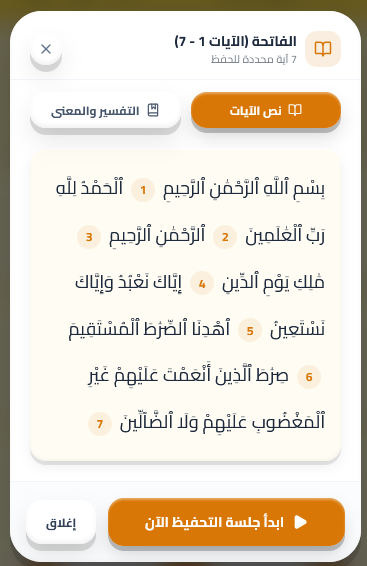 الفاتحة (الآيات 1 - 7)
7 آية محددة للحفظ
نص الآيات
التفسير والمعنى
بِسْمِ ٱللَّهِ ٱلرَّحْمَٰنِ ٱلرَّحِيمِ 1 ٱلْحَمْدُ لِلَّهِ
رَبِّ ٱلْعَٰلَمِينَ 2 ٱلرَّحْمَٰنِ ٱلرَّحِيمِ 3
مَٰلِكِ يَوْمِ ٱلدِّينِ 4 إِيَّاكَ نَعْبُدُ وَإِيَّاكَ
نَسْتَعِينُ 5 ٱهْدِنَا ٱلصِّرَٰطَ ٱلْمُسْتَقِيمَ
6 صِرَٰطَ ٱلَّذِينَ أَنْعَمْتَ عَلَيْهِمْ غَيْرِ
ٱلْمَغْضُوبِ عَلَيْهِمْ وَلَا ٱلضَّآلِّينَ 7
ابدأ جلسة التحفيظ الآن
إغلاق